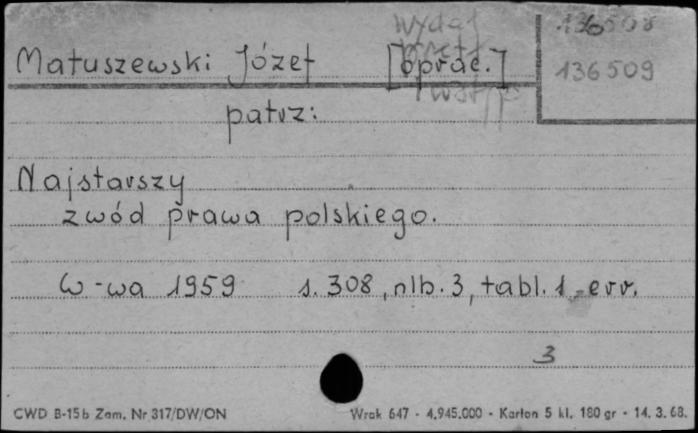 wydał
136508
Matuszewski Józef [oprac.]
136509
patrz:
Najstarszy
zwód prawa polskiego.
W-wa 1959 s. 308, nlb. 3, tabl. 1, err.
3
CWD B-15b Zam. Nr 317/DW/ON Wrak 647 - 4.945.000 - Karton 5 kl. 180 gr - 14. 3. 68.